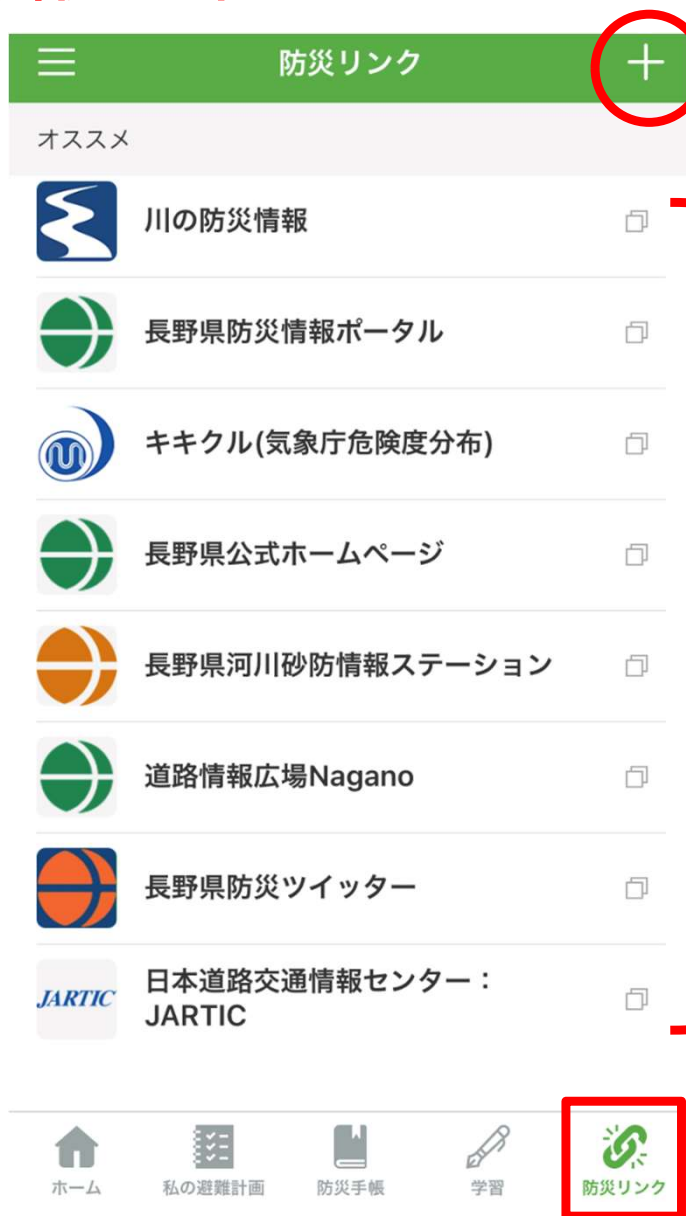 防災リンク
オススメ
川の防災情報
長野県防災情報ポータル
キキクル(気象庁危険度分布)
長野県公式ホームページ
長野県河川砂防情報ステーション
道路情報広場Nagano
長野県防災ツイッター
JARTIC
日本道路交通情報センター：
JARTIC
ホーム
私の避難計画
防災手帳
学習
防災リンク